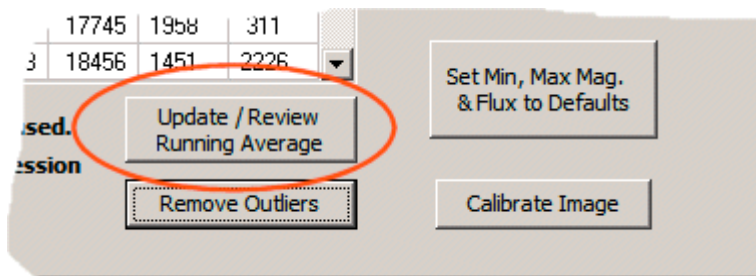 17745 1958 311
3 18456 1451 2226
Set Min, Max Mag.
& Flux to Defaults
Update / Review
Running Average
ised.
ession
Remove Outliers
Calibrate Image